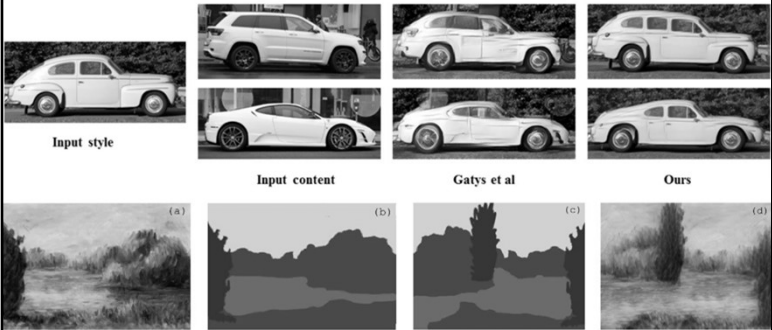 Input style
Input content
Gatys et al
Ours
(a)
(b)
(c)
(d)